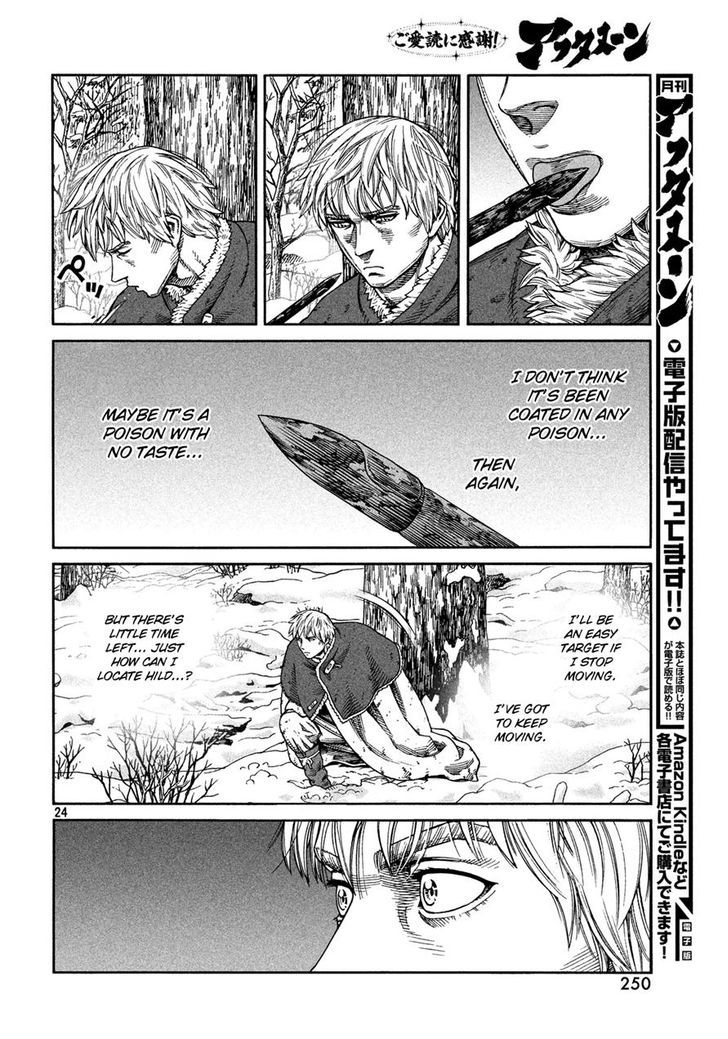 ご愛読に感謝!
アフタヌーン
月刊
アフタヌーン
電子版配信やってます!!
本誌とほぼ同じ内容
が電子版で読める!!
Amazon Kindleなど
各電子書店にてご購入できます!
電子版
ペッ
I DON'T THINK
IT'S BEEN
COATED IN ANY
POISON...
THEN
AGAIN,
MAYBE IT'S A
POISON WITH
NO TASTE...
I'LL BE
AN EASY
TARGET IF
I STOP
MOVING.
I'VE GOT
TO KEEP
MOVING.
BUT THERE'S
LITTLE TIME
LEFT... JUST
HOW CAN I
LOCATE HILD...?
24
250